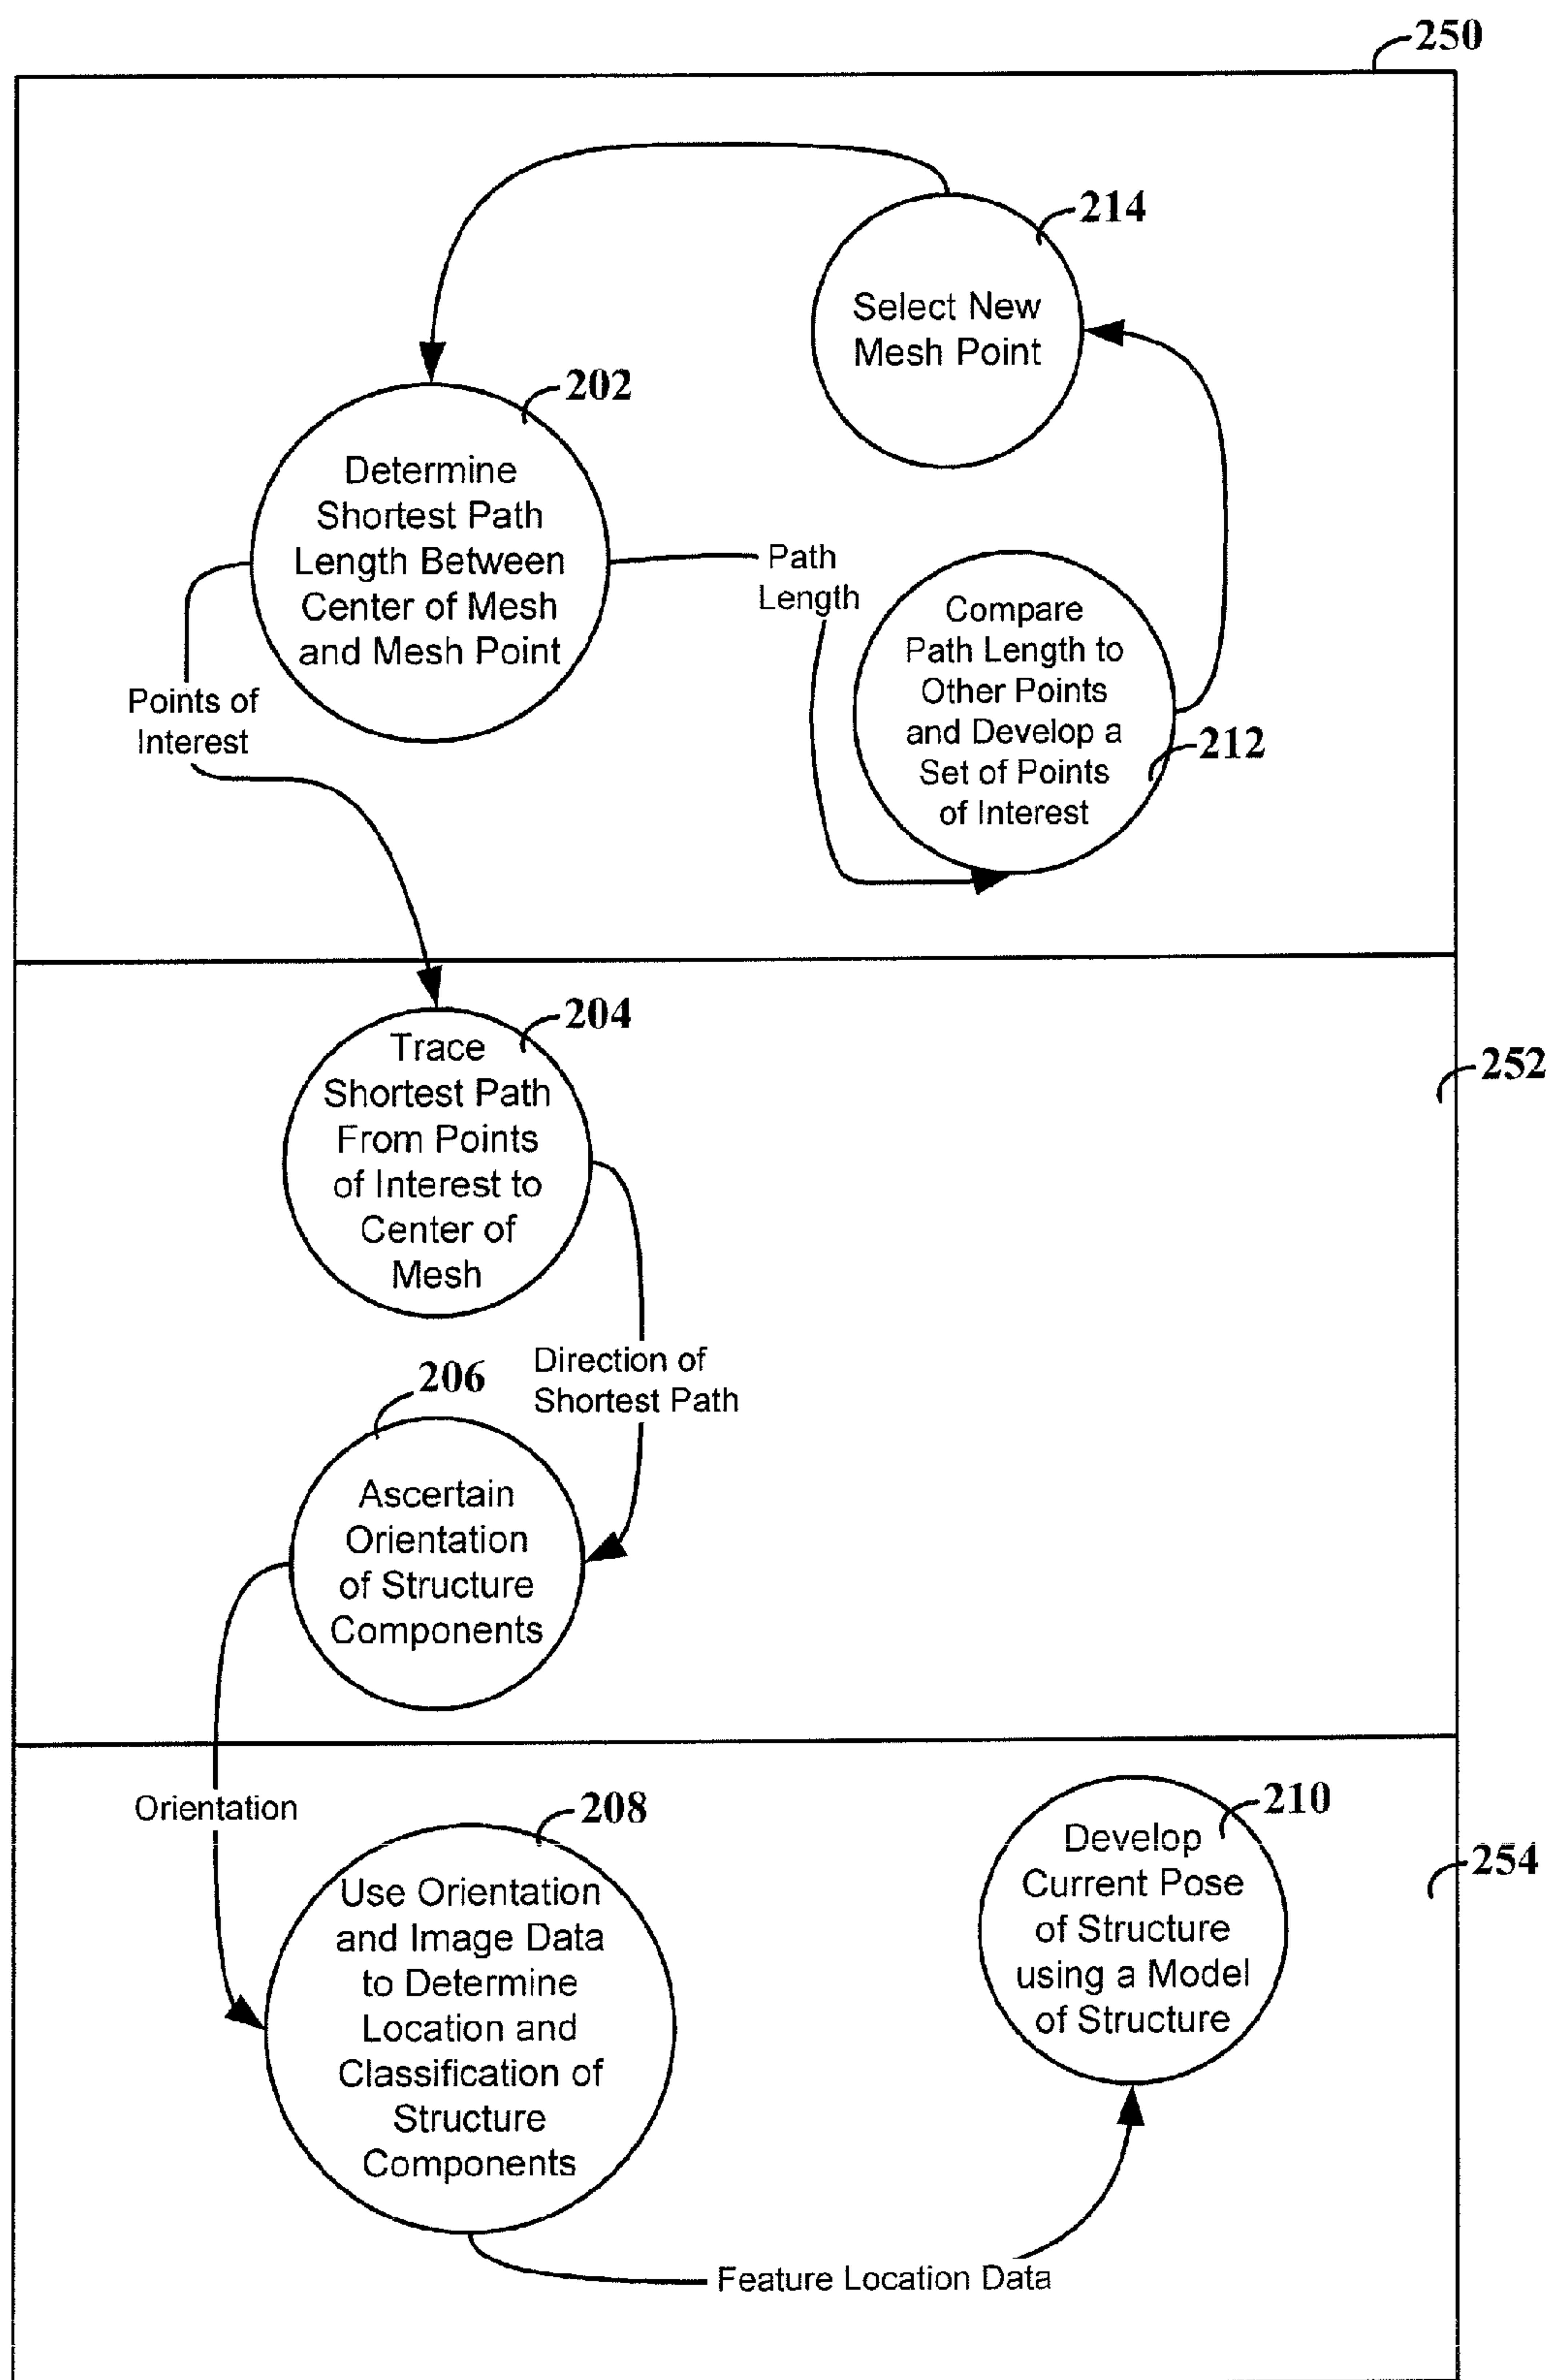 250
214
Select New
Mesh Point
202
Determine
Shortest Path
Length Between
Center of Mesh
and Mesh Point
Path
Length
Compare
Path Length to
Other Points
and Develop a
Set of Points
of Interest
212
Points of
Interest
204
Trace
Shortest Path
From Points
of Interest to
Center of
Mesh
252
Direction of
Shortest Path
206
Ascertain
Orientation
of Structure
Components
Orientation
208
Use Orientation
and Image Data
to Determine
Location and
Classification of
Structure
Components
210
Develop
Current Pose
of Structure
using a Model
of Structure
254
Feature Location Data